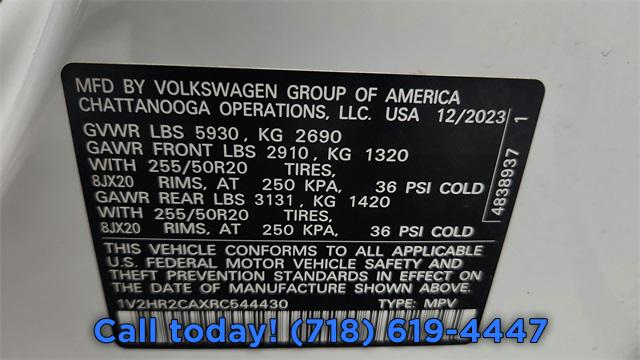 MFD BY VOLKSWAGEN GROUP OF AMERICA
CHATTANOOGA OPERATIONS, LLC. USA 12/2023
GVWR LBS 5930 , KG 2690
GAWR FRONT LBS 2910 , KG 1320
WITH 255/50R20 TIRES,
8JX20 RIMS, AT 250 KPA, 36 PSI COLD
GAWR REAR LBS 3131 , KG 1420
WITH 255/50R20 TIRES,
8JX20 RIMS, AT 250 KPA, 36 PSI COLD
THIS VEHICLE CONFORMS TO ALL APPLICABLE
U.S. FEDERAL MOTOR VEHICLE SAFETY AND
THEFT PREVENTION STANDARDS IN EFFECT ON
THE DATE OF MANUFACTURE SHOWN ABOVE.
1V2HR2CAXRC544430 TYPE: MPV
4838937 1
Call today! (718) 619-4447